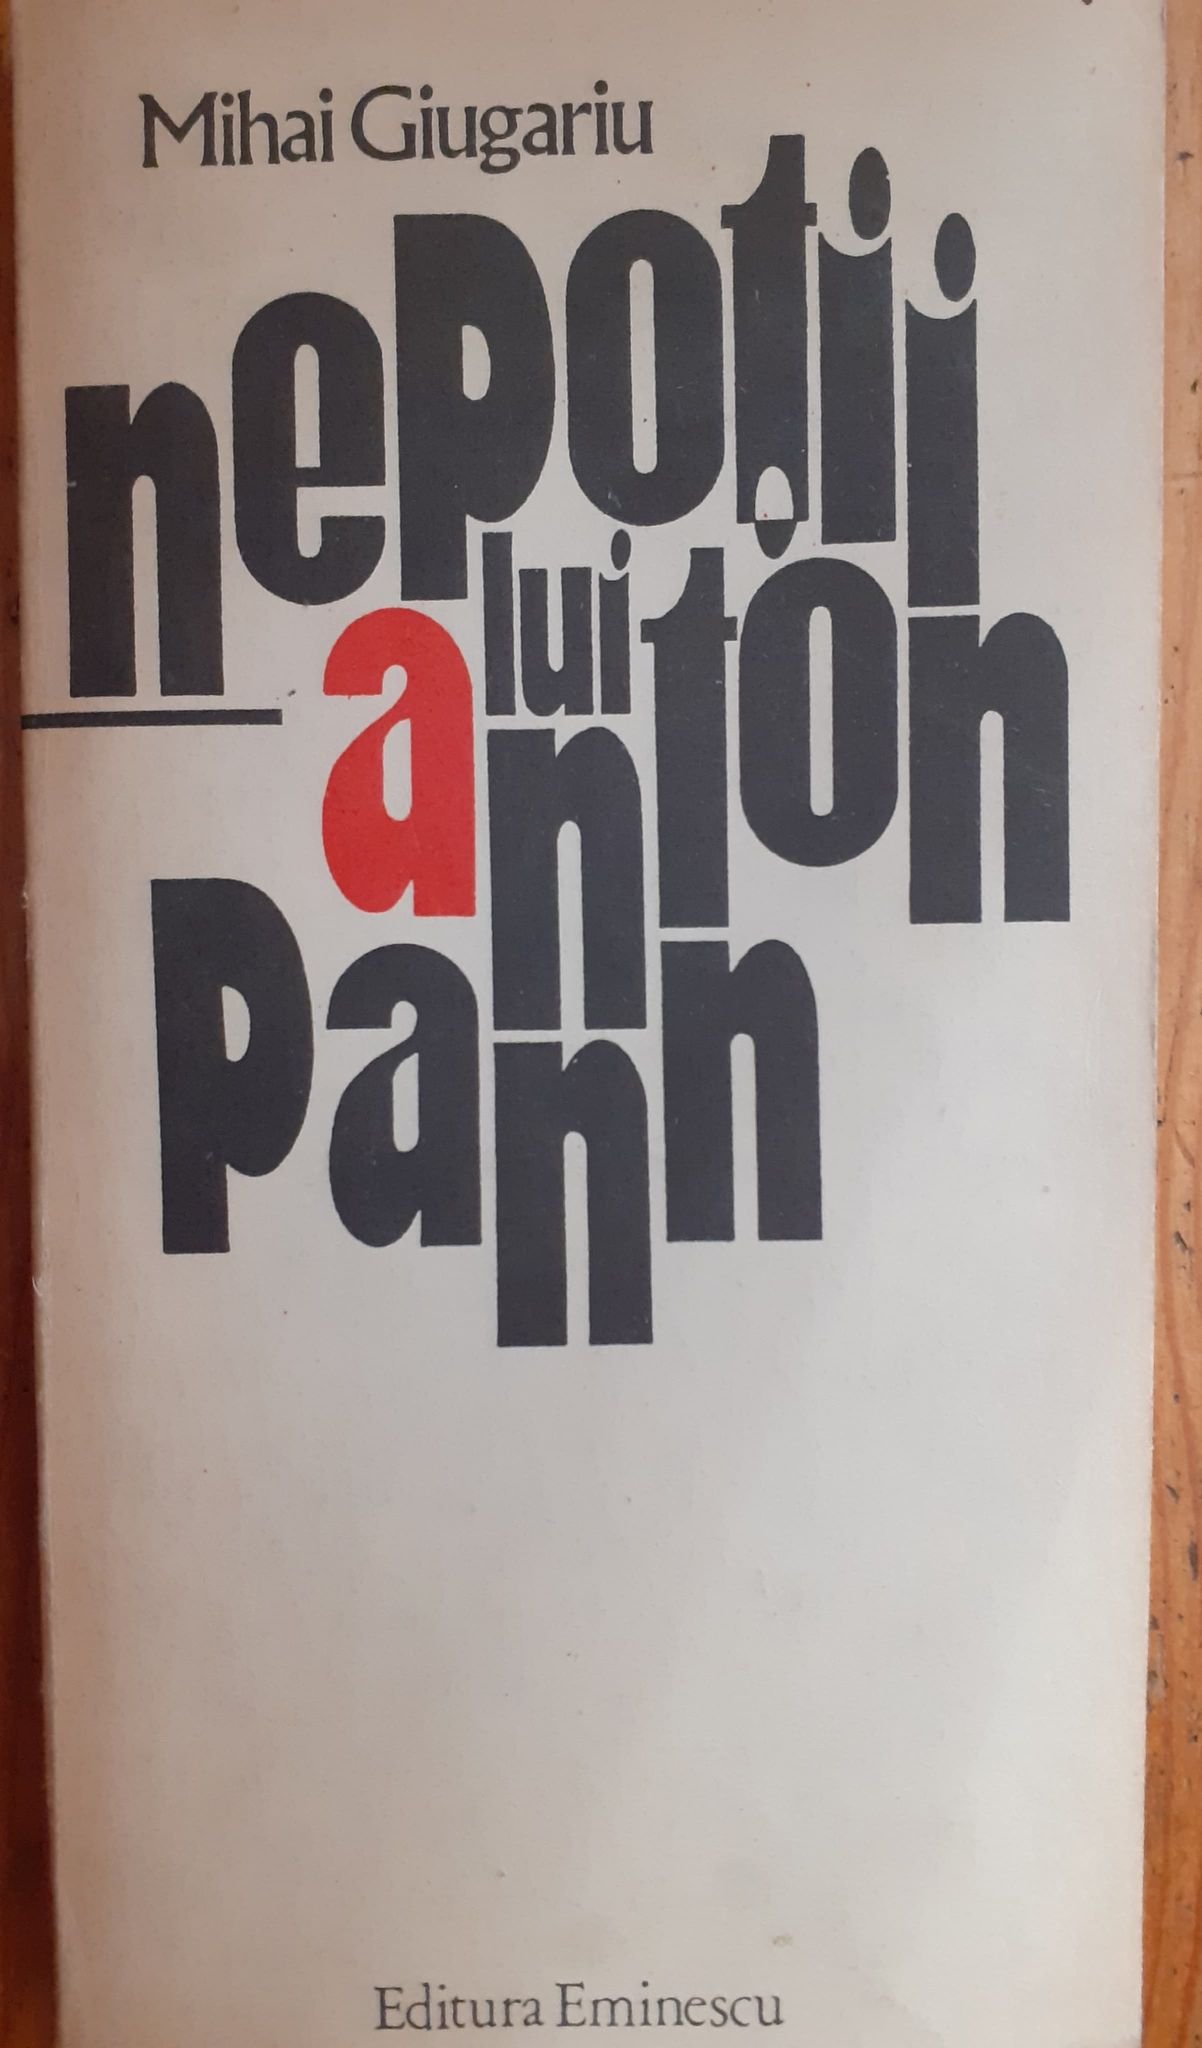 Mihai Giugariu
nepoții
lui
anton
pann
Editura Eminescu